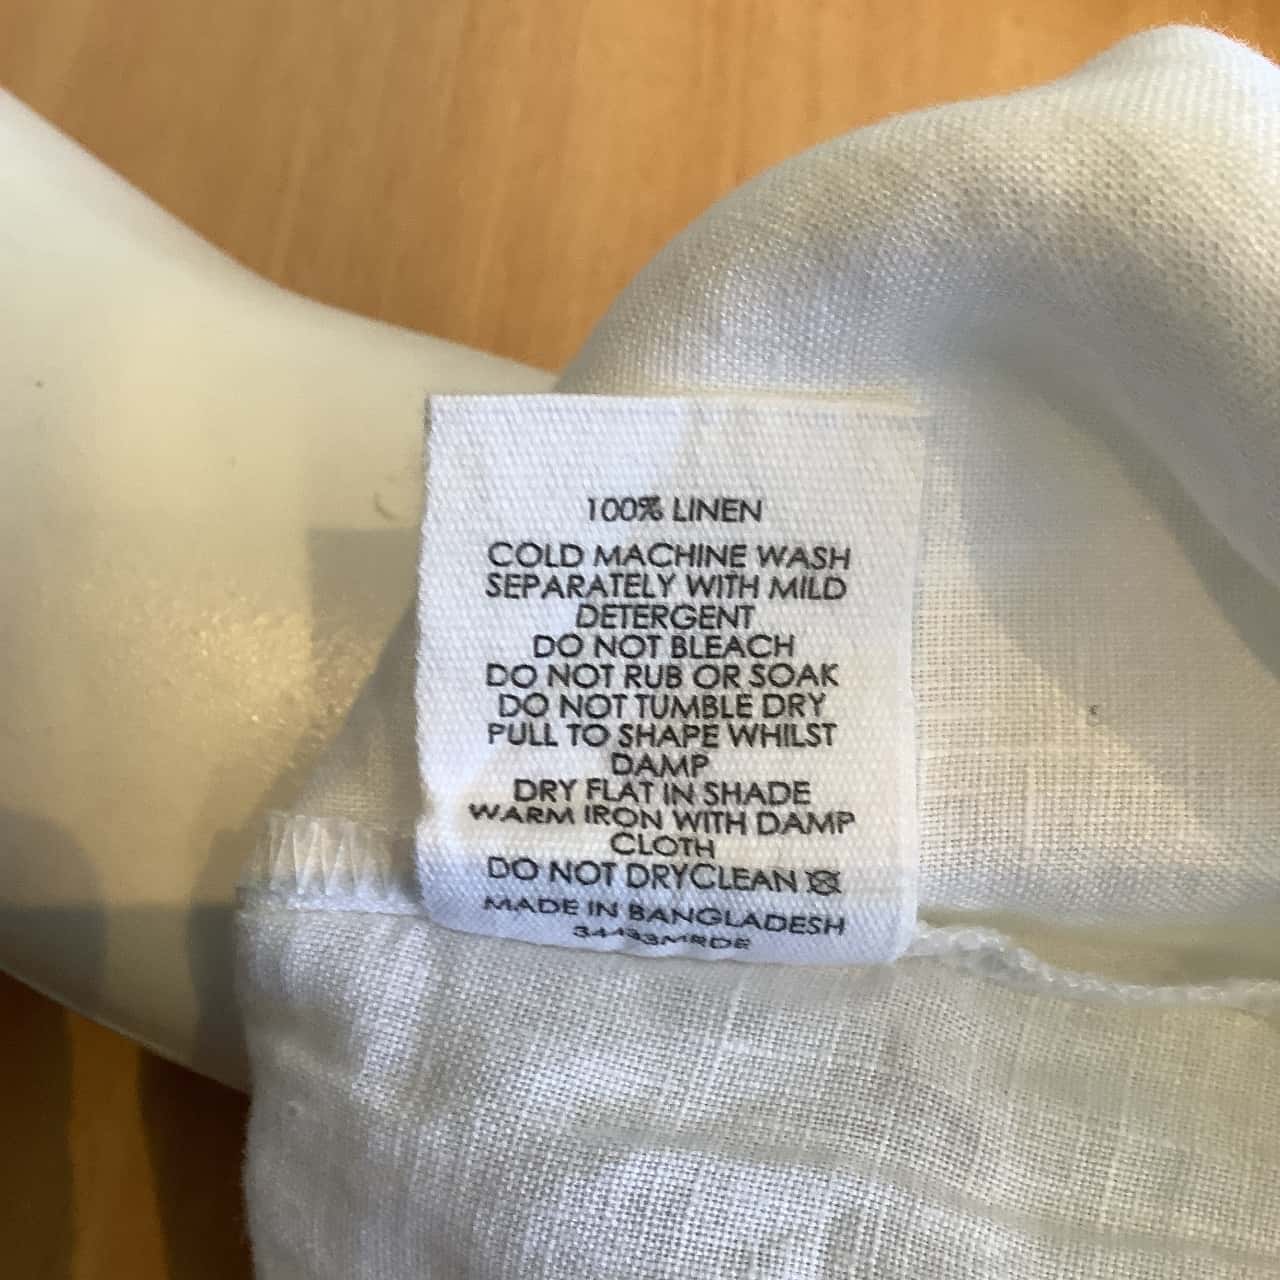 100% LINEN
COLD MACHINE WASH
SEPARATELY WITH MILD
DETERGENT
DO NOT BLEACH
DO NOT RUB OR SOAK
DO NOT TUMBLE DRY
PULL TO SHAPE WHILST
DAMP
DRY FLAT IN SHADE
WARM IRON WITH DAMP
CLOTH
DO NOT DRYCLEAN
MADE IN BANGLADESH